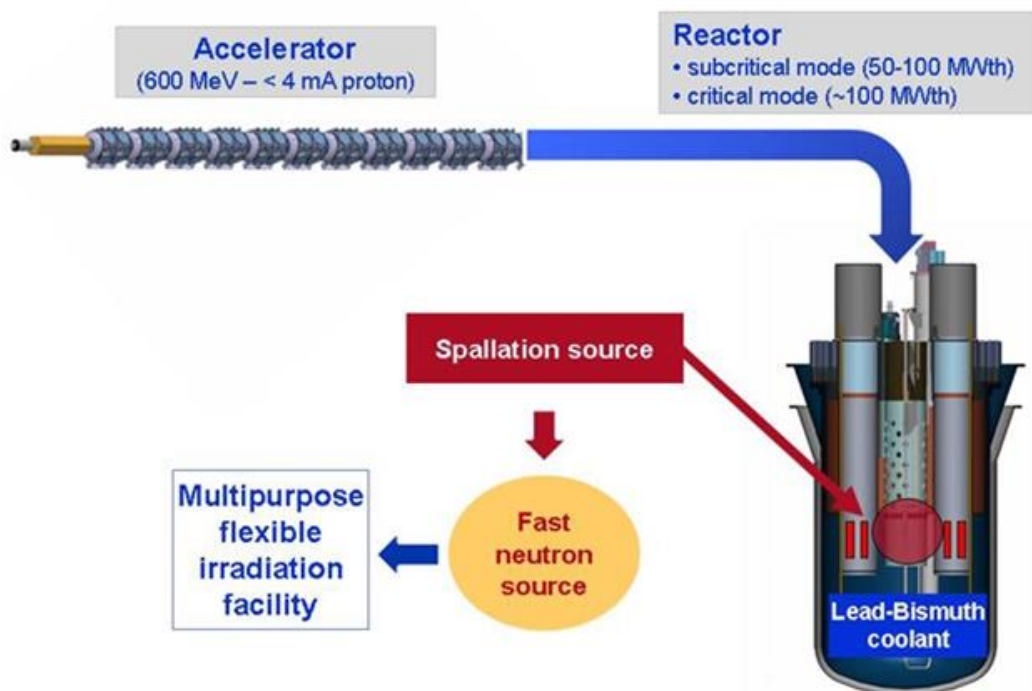 Accelerator
(600 MeV – < 4 mA proton)
Reactor
• subcritical mode (50-100 MWth)
• critical mode (~100 MWth)
Spallation source
Multipurpose
flexible
irradiation
facility
Fast
neutron
source
Lead-Bismuth
coolant